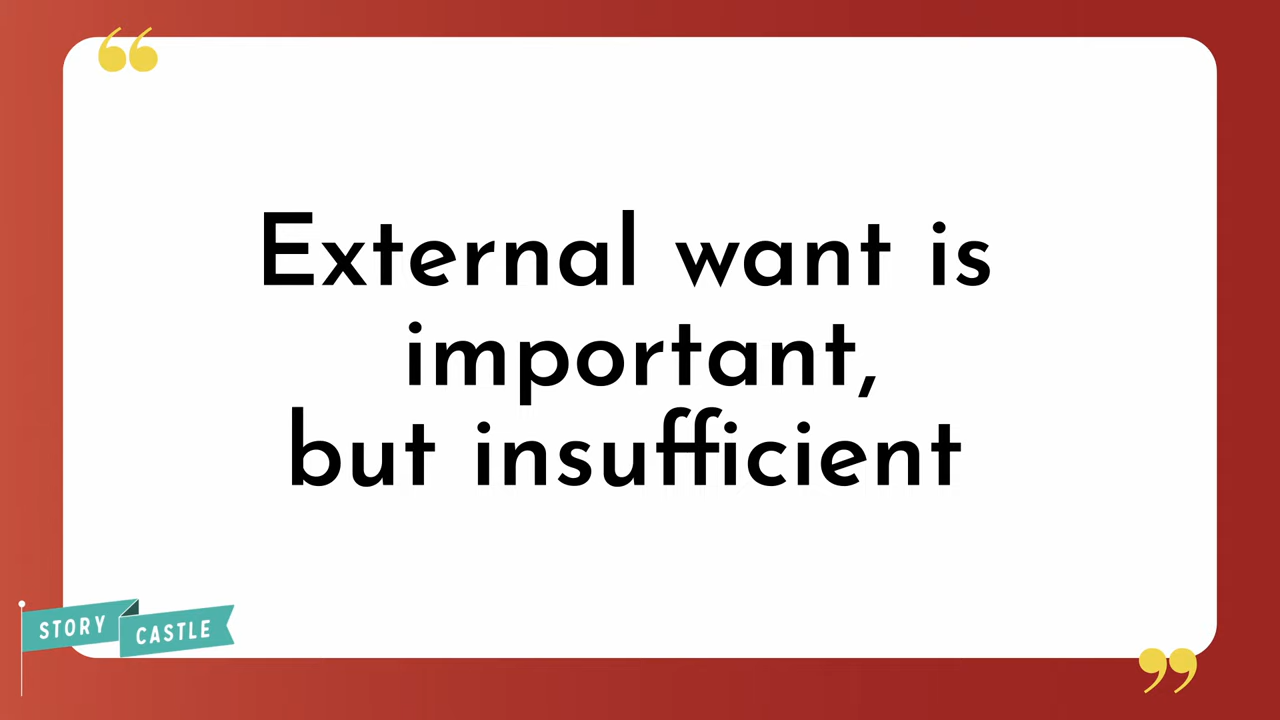 “
External want is
important,
but insufficient
STORY CASTLE
”